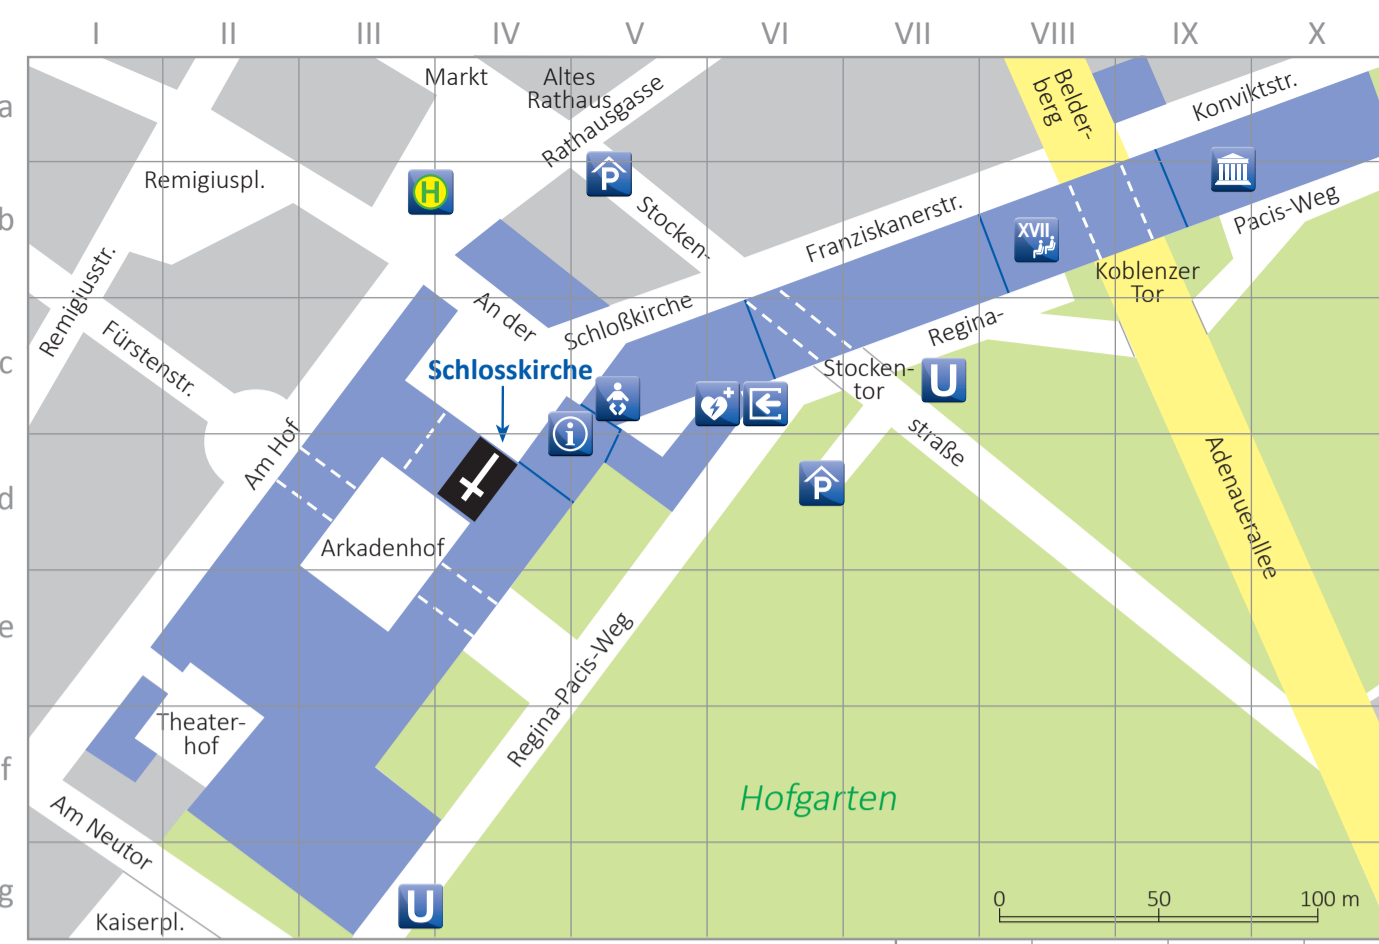 I II III IV V VI VII VIII IX X
a
b
c
d
e
f
g
Markt
Altes
Rathaus
Rathausgasse
Belder-
berg
Konviktstr.
Remigiuspl.
H
P
Stocken-
Franziskanerstr.
XVII
Pacis-Weg
Koblenzer
Tor
Remigiusstr.
Fürstenstr.
An der
Schloßkirche
Regina-
Schlosskirche
Stocken-
tor
U
i
Am Hof
straße
P
Adenauerallee
Arkadenhof
Regina-Pacis-Weg
Theater-
hof
Hofgarten
Am Neutor
Kaiserpl.
U
0 50 100 m